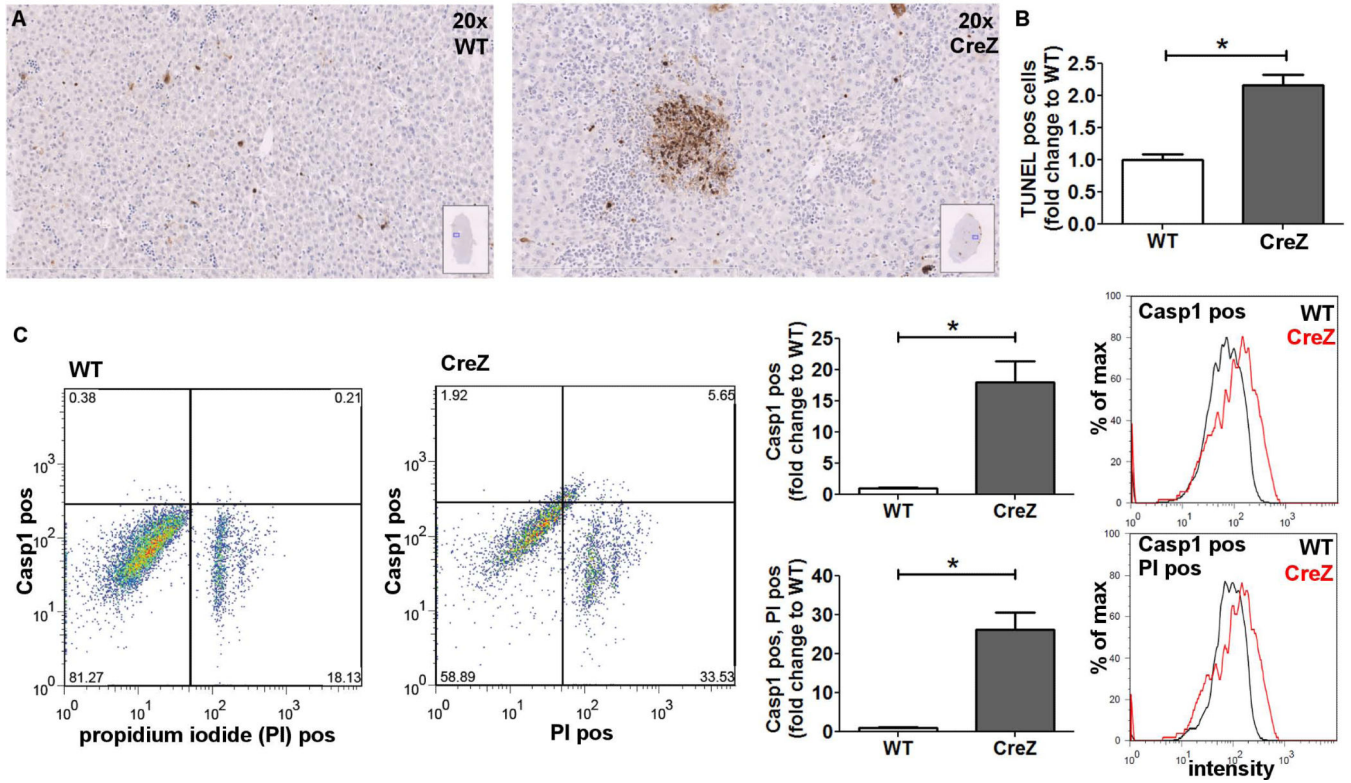 A
20x
WT
20x
CreZ
B
*
TUNEL pos cells
(fold change to WT)
2.5
2.0
1.5
1.0
0.5
0.0
WT
CreZ
C
WT
0.38
0.21
81.27
18.13
Casp1 pos
10³
10²
10¹
10⁰
10⁰
10¹
10²
10³
propidium iodide (PI) pos
CreZ
1.92
5.65
58.89
33.53
Casp1 pos
10³
10²
10¹
10⁰
10⁰
10¹
10²
10³
PI pos
*
Casp1 pos
(fold change to WT)
25
20
15
10
5
0
WT
CreZ
Casp1 pos
WT
CreZ
% of max
100
80
60
40
20
0
10⁰
10¹
10²
10³
*
Casp1 pos, PI pos
(fold change to WT)
40
30
20
10
0
WT
CreZ
Casp1 pos
PI pos
WT
CreZ
% of max
100
80
60
40
20
0
10⁰
10¹
10²
10³
intensity